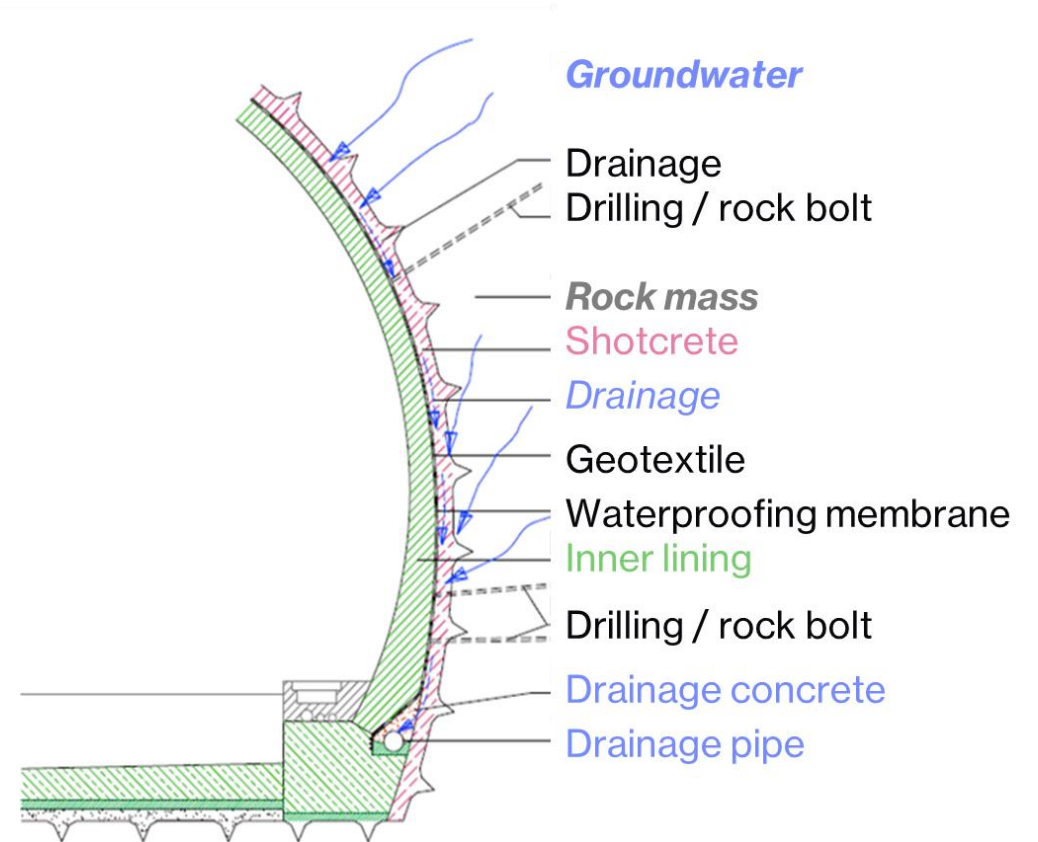 Groundwater
Drainage
Drilling / rock bolt
Rock mass
Shotcrete
Drainage
Geotextile
Waterproofing membrane
Inner lining
Drilling / rock bolt
Drainage concrete
Drainage pipe